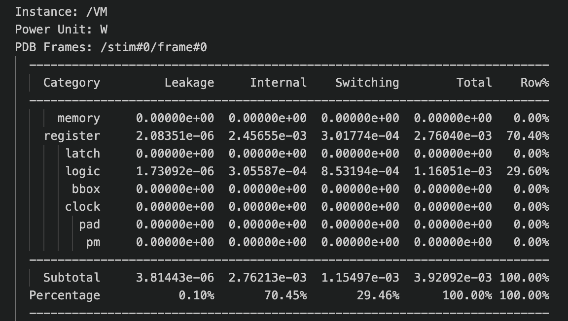 Instance: /VM
Power Unit: W
PDB Frames: /stim#0/frame#0
Category Leakage Internal Switching Total Row%
memory 0.00000e+00 0.00000e+00 0.00000e+00 0.00000e+00 0.00%
register 2.08351e-06 2.45655e-03 3.01774e-04 2.76040e-03 70.40%
latch 0.00000e+00 0.00000e+00 0.00000e+00 0.00000e+00 0.00%
logic 1.73092e-06 3.05587e-04 8.53194e-04 1.16051e-03 29.60%
bbox 0.00000e+00 0.00000e+00 0.00000e+00 0.00000e+00 0.00%
clock 0.00000e+00 0.00000e+00 0.00000e+00 0.00000e+00 0.00%
pad 0.00000e+00 0.00000e+00 0.00000e+00 0.00000e+00 0.00%
pm 0.00000e+00 0.00000e+00 0.00000e+00 0.00000e+00 0.00%
Subtotal 3.81443e-06 2.76213e-03 1.15497e-03 3.92092e-03 100.00%
Percentage 0.10% 70.45% 29.46% 100.00% 100.00%